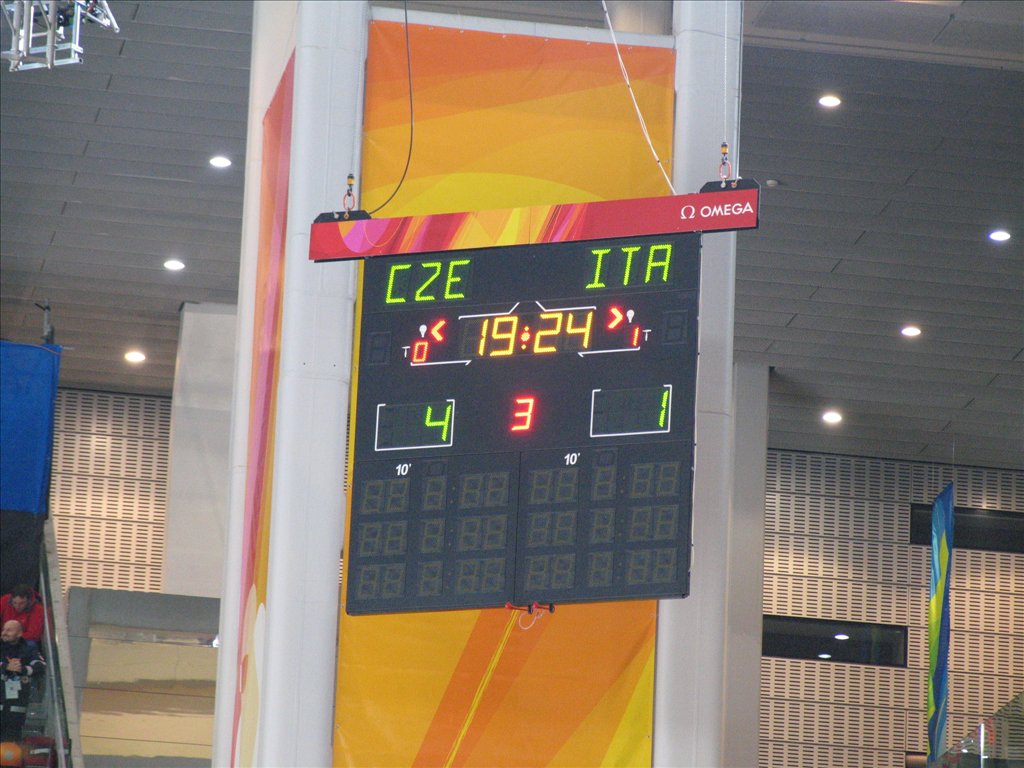 Ω OMEGA
CZE ITA
T 0 < 19:24 > 1 T
4 3 1
10' 10'